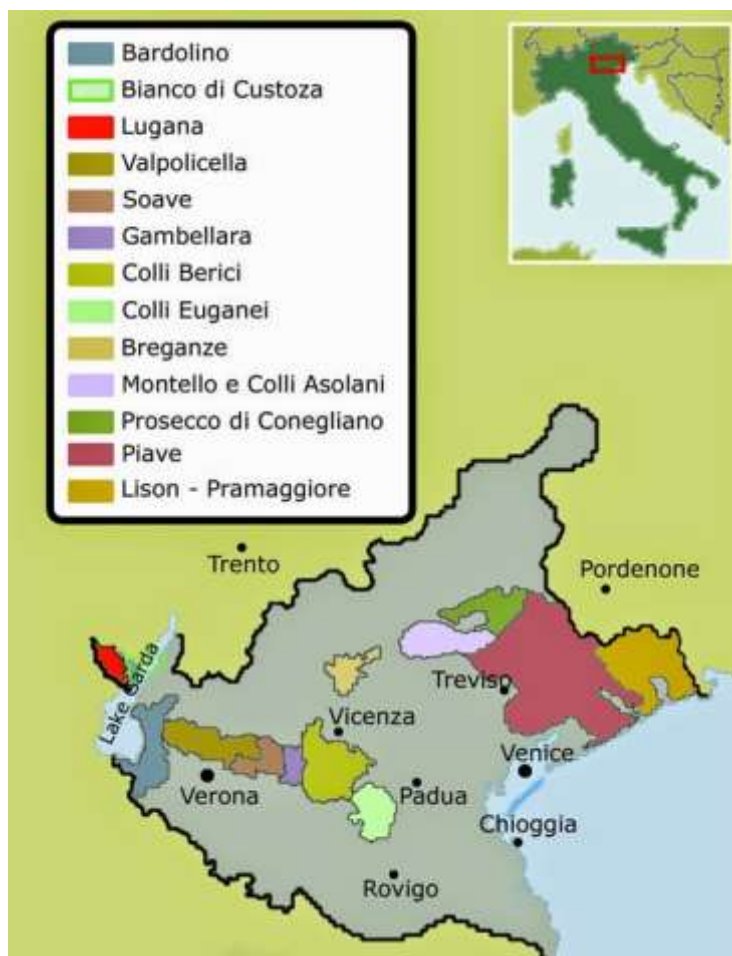 Bardolino
Bianco di Custoza
Lugana
Valpolicella
Soave
Gambellara
Colli Berici
Colli Euganei
Breganze
Montello e Colli Asolani
Prosecco di Conegliano
Piave
Lison - Pramaggiore
Trento
Pordenone
Lake Garda
Treviso
Vicenza
Venice
Verona
Padua
Chioggia
Rovigo